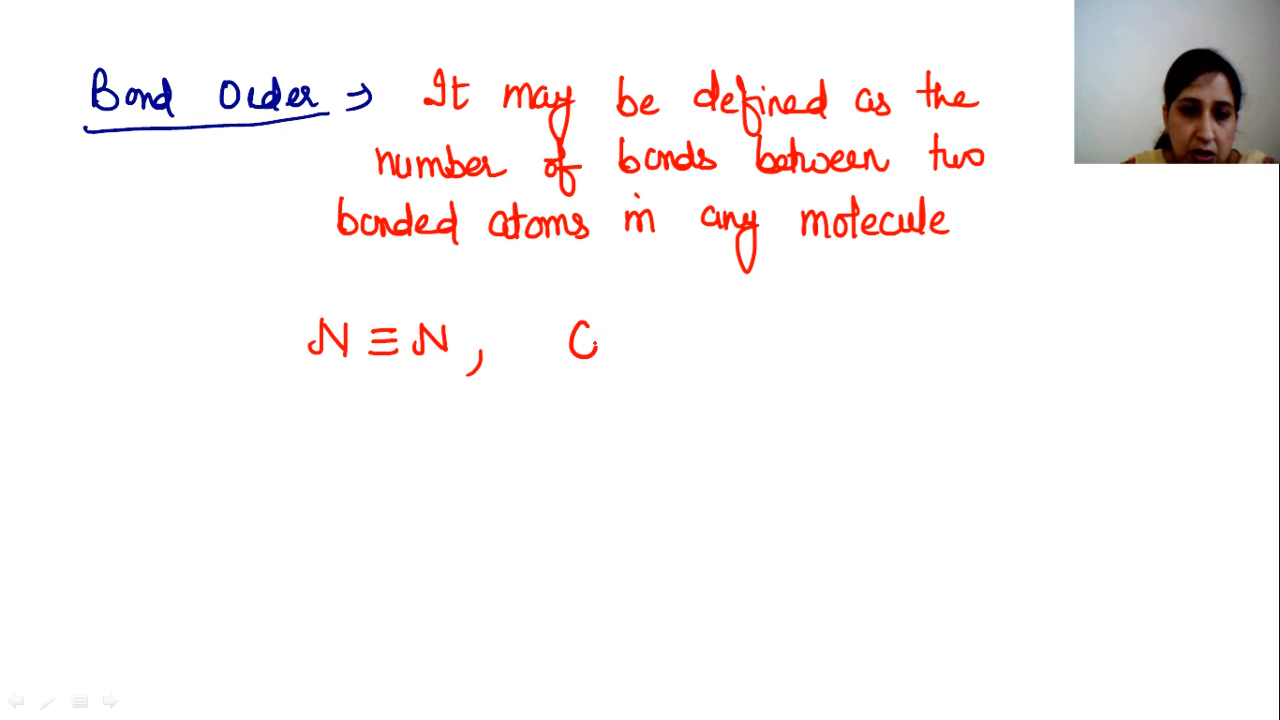 Bond Order ⇒ It may be defined as the
number of bonds between two
bonded atoms in any molecule
N ≡ N , C